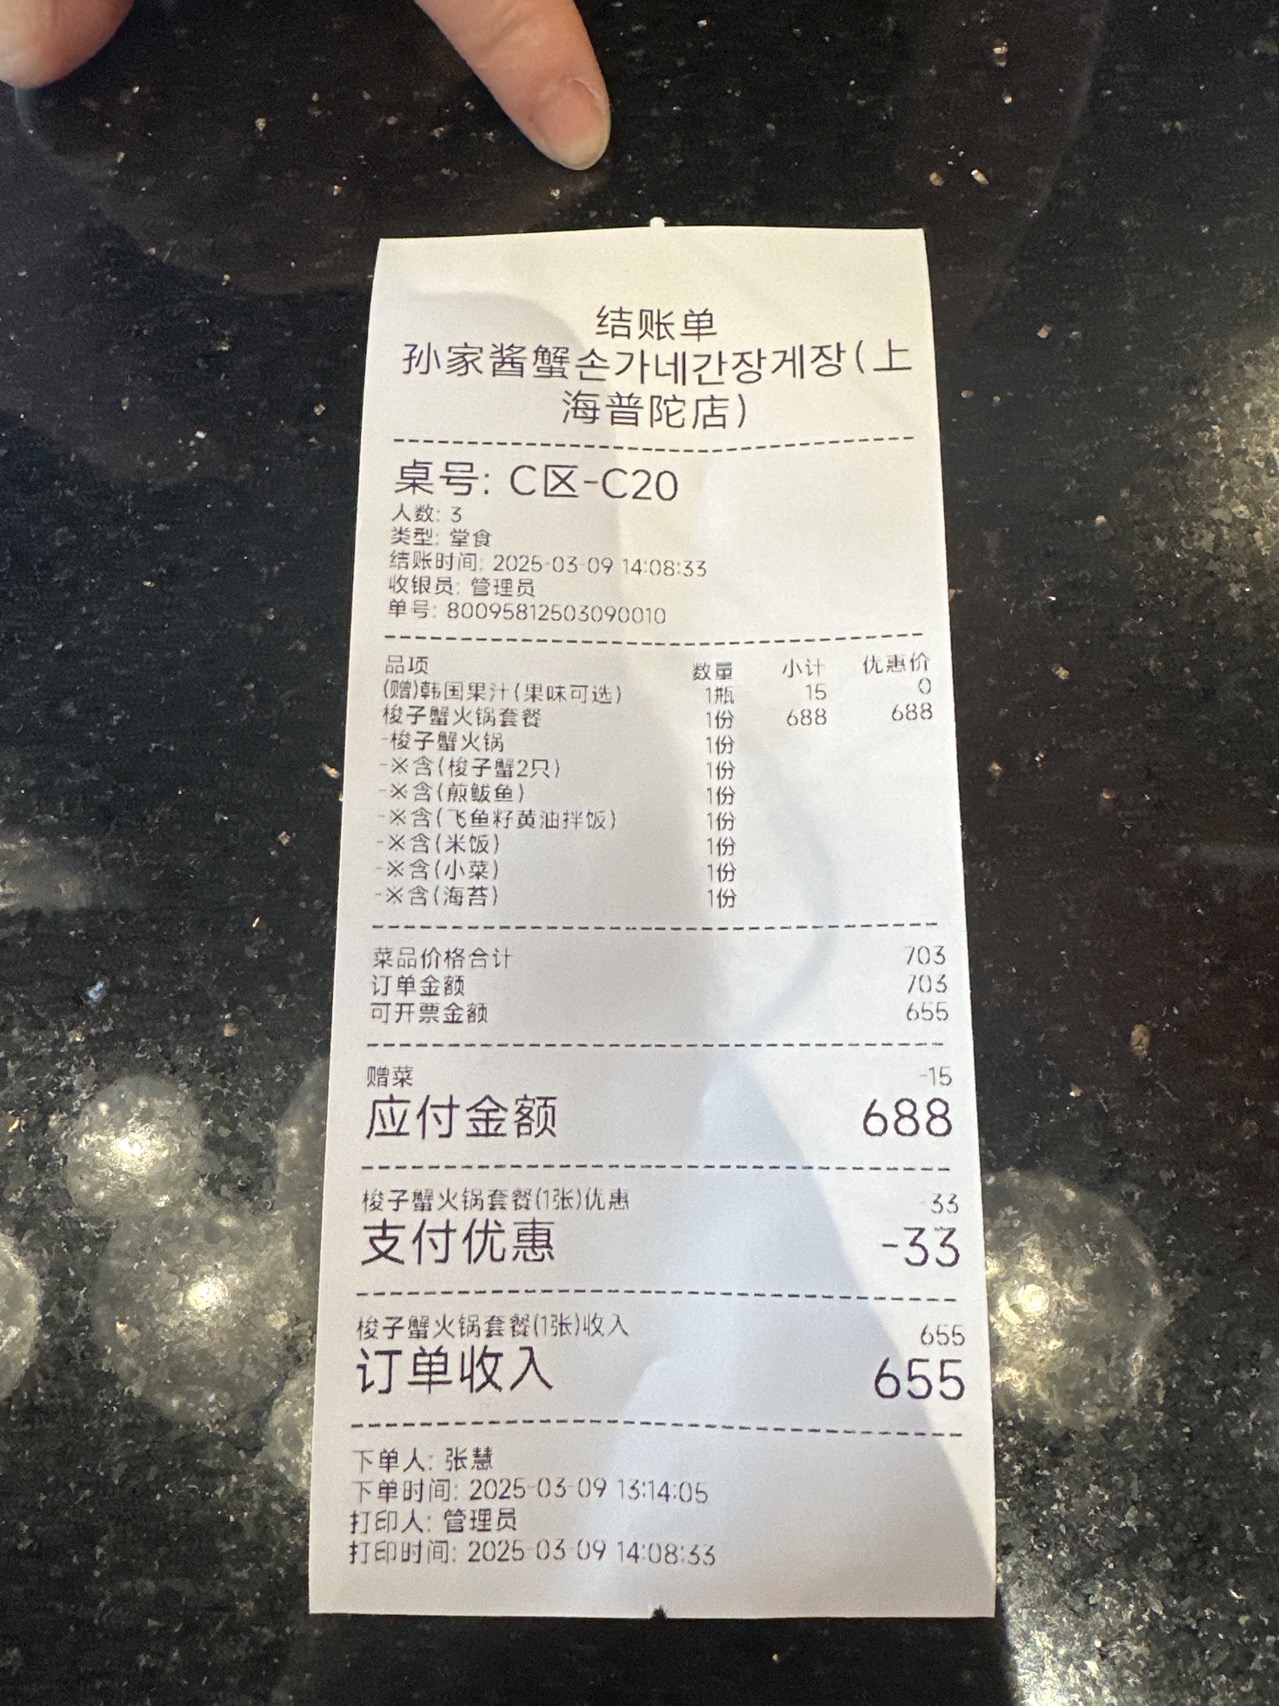 结账单
孙家酱蟹손가네간장게장(上
海普陀店)
桌号: C区-C20
人数: 3
类型: 堂食
结账时间: 2025-03-09 14:08:33
收银员: 管理员
单号: 80095812503090010
品项 数量 小计 优惠价
(赠)韩国果汁(果味可选) 1瓶 15 0
梭子蟹火锅套餐 1份 688 688
-梭子蟹火锅 1份
-※含(梭子蟹2只) 1份
-※含(煎鲅鱼) 1份
-※含(飞鱼籽黄油拌饭) 1份
-※含(米饭) 1份
-※含(小菜) 1份
-※含(海苔) 1份
菜品价格合计 703
订单金额 703
可开票金额 655
赠菜 -15
应付金额 688
梭子蟹火锅套餐(1张)优惠 -33
支付优惠 -33
梭子蟹火锅套餐(1张)收入 655
订单收入 655
下单人: 张慧
下单时间: 2025-03-09 13:14:05
打印人: 管理员
打印时间: 2025-03-09 14:08:33